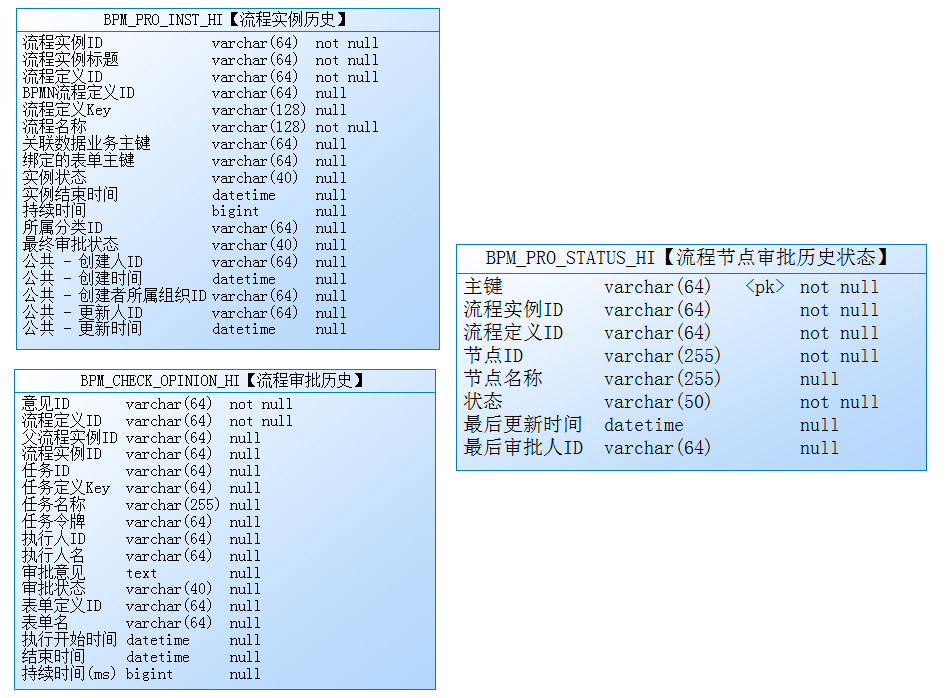 BPM_PRO_INST_HI【流程实例历史】
流程实例ID varchar(64) not null
流程实例标题 varchar(64) not null
流程定义ID varchar(64) not null
BPMN流程定义ID varchar(64) null
流程定义Key varchar(128) null
流程名称 varchar(128) not null
关联数据业务主键 varchar(64) null
绑定的表单主键 varchar(64) null
实例状态 varchar(40) null
实例结束时间 datetime null
持续时间 bigint null
所属分类ID varchar(64) null
最终审批状态 varchar(40) null
公共 - 创建人ID varchar(64) null
公共 - 创建时间 datetime null
公共 - 创建者所属组织ID varchar(64) null
公共 - 更新人ID varchar(64) null
公共 - 更新时间 datetime null
BPM_CHECK_OPINION_HI【流程审批历史】
意见ID varchar(64) not null
流程定义ID varchar(64) not null
父流程实例ID varchar(64) null
流程实例ID varchar(64) null
任务ID varchar(64) null
任务定义Key varchar(64) null
任务名称 varchar(255) null
任务令牌 varchar(64) null
执行人ID varchar(64) null
执行人名 varchar(64) null
审批意见 text null
审批状态 varchar(40) null
表单定义ID varchar(64) null
表单名 varchar(64) null
执行开始时间 datetime null
结束时间 datetime null
持续时间(ms) bigint null
BPM_PRO_STATUS_HI【流程节点审批历史状态】
主键 varchar(64) <pk> not null
流程实例ID varchar(64) not null
流程定义ID varchar(64) not null
节点ID varchar(255) not null
节点名称 varchar(255) null
状态 varchar(50) not null
最后更新时间 datetime null
最后审批人ID varchar(64) null